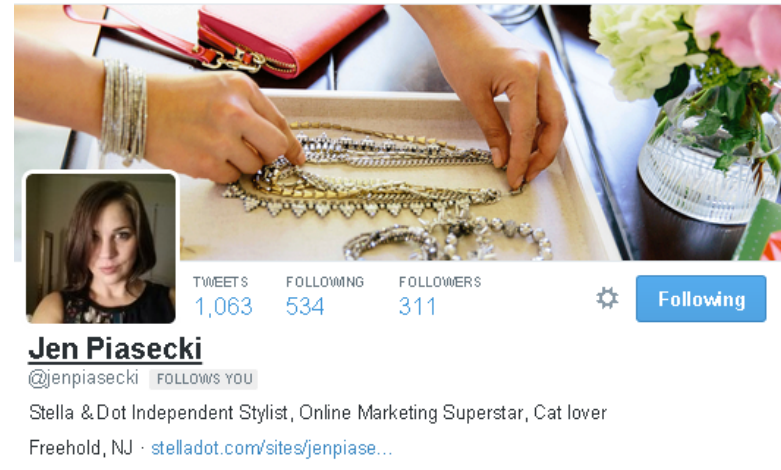 TWEETS FOLLOWING FOLLOWERS
1,063 534 311
Following
Jen Piasecki
@jenpiasecki FOLLOWS YOU
Stella & Dot Independent Stylist, Online Marketing Superstar, Cat lover
Freehold, NJ · stelladot.com/sites/jenpiase...